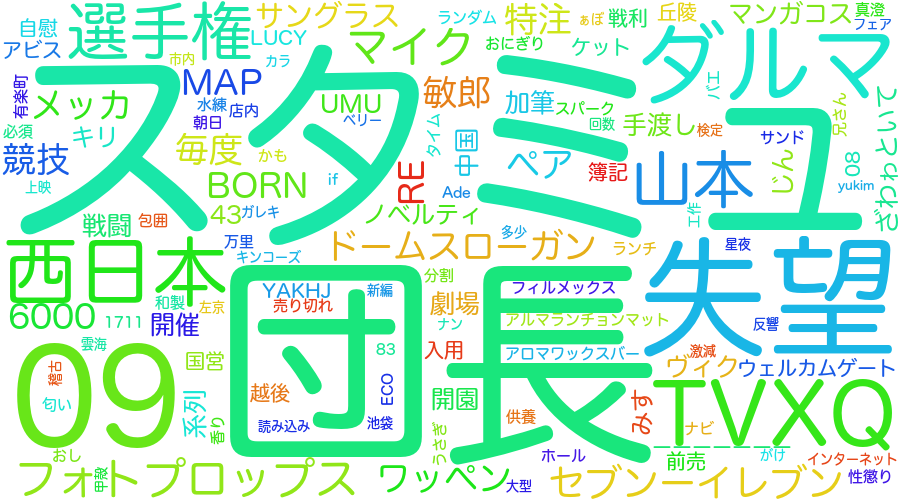 自慰
選手権
サングラス
ランダム
特注
ぁぽ
戦利
丘陵
マンガコス
真澄
フェア
アビス
LUCY
マイク
おにぎり
ケット
ダルマ
市内
カラ
スタミユ
有楽町
メッカ
MAP
水練
店内
朝日
UMU
ベリー
敏郎
加筆
スパーク
回数
手渡し
検定
バエ
兄さん
ていとくとわわざ
必須
キリ
毎度
タイム
中国
ペア
簿記
サンド
競技
かも
山本
じん
08
上映
BORN
if
RE
Ade
yukim
戦闘
包囲
43
ガレキ
ノベルティ
工作
万里
キンコーズ
ドームスローガン
多少
ランチ
星夜
西日本
団長
失望
YAKHJ
新編
分割
フィルメックス
和製
左京
売り切れ
劇場
6000
1711
開催
ナン
アルマランチョンマット
反響
雲海
83
入用
アロマワックスバー
激減
09
国営
稽古
越後
ECO
ヴィク
ウェルカムゲート
匂い
系列
開園
みす
TVXQ
香り
読み込み
池袋
うさぎ
供養
ナビ
おし
ホール
前売
がけ
インターネット
フォトプロップス
甲殻
ワッペン
大型
セブンーイレブン
性懲り